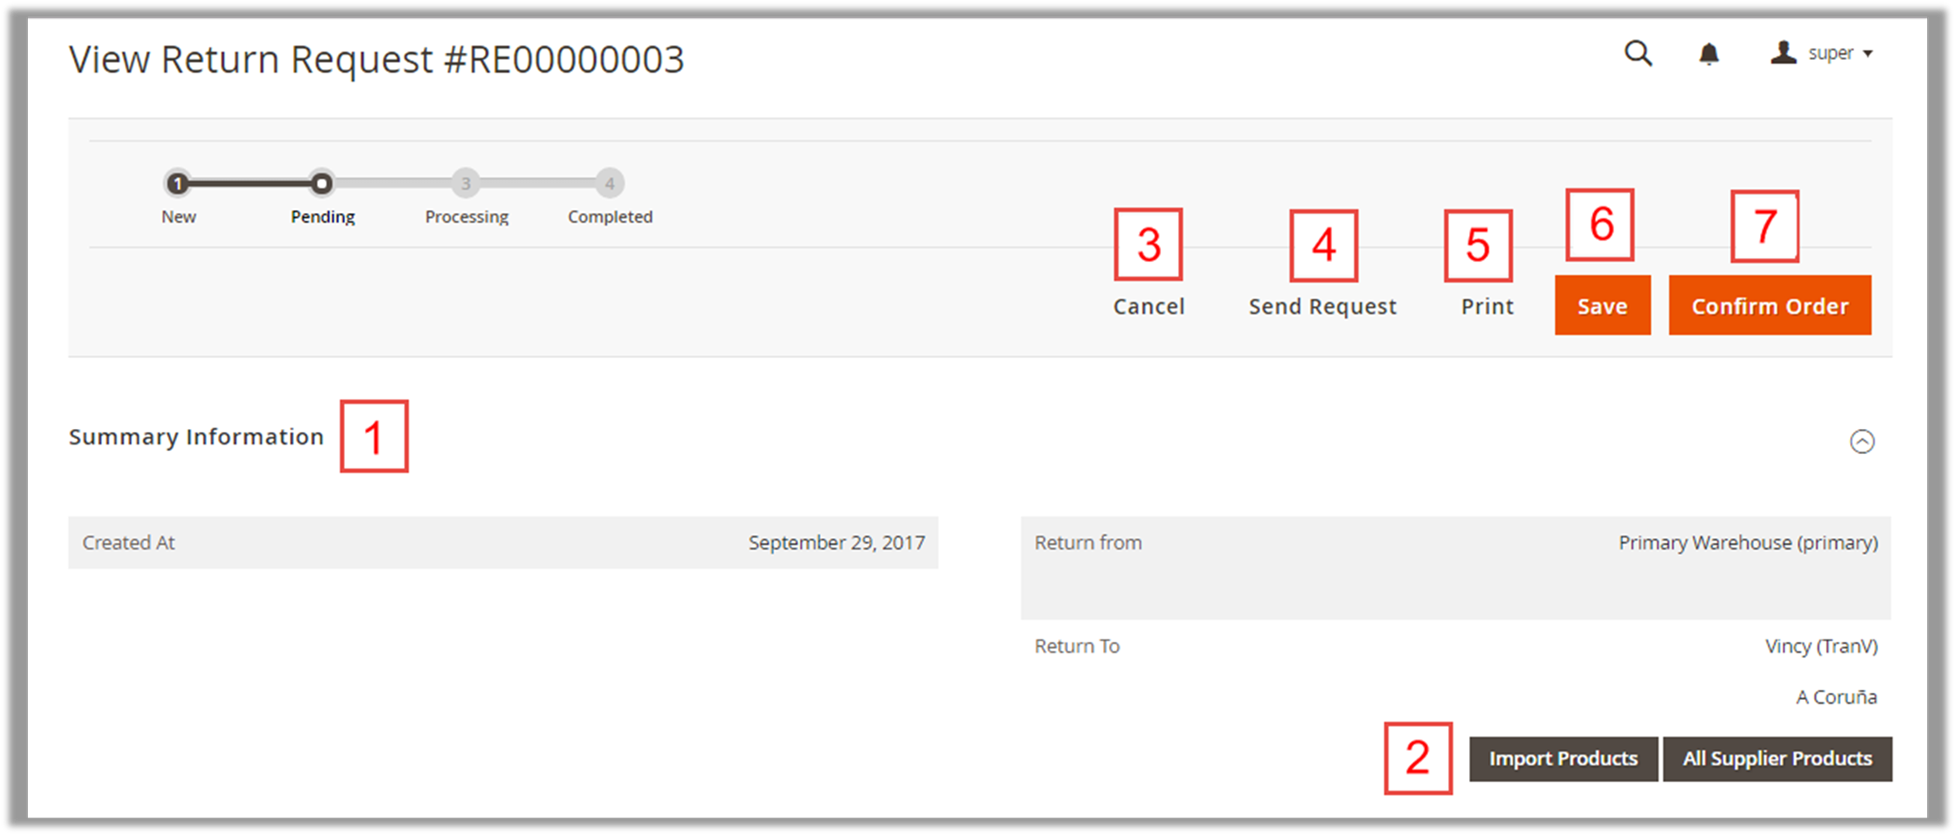 View Return Request #RE00000003
super
1 3 4
New Pending Processing Completed
3 4 5 6 7
Cancel Send Request Print Save Confirm Order
Summary Information 1
Created At September 29, 2017
Return from Primary Warehouse (primary)
Return To Vincy (TranV)
A Coruña
2 Import Products All Supplier Products